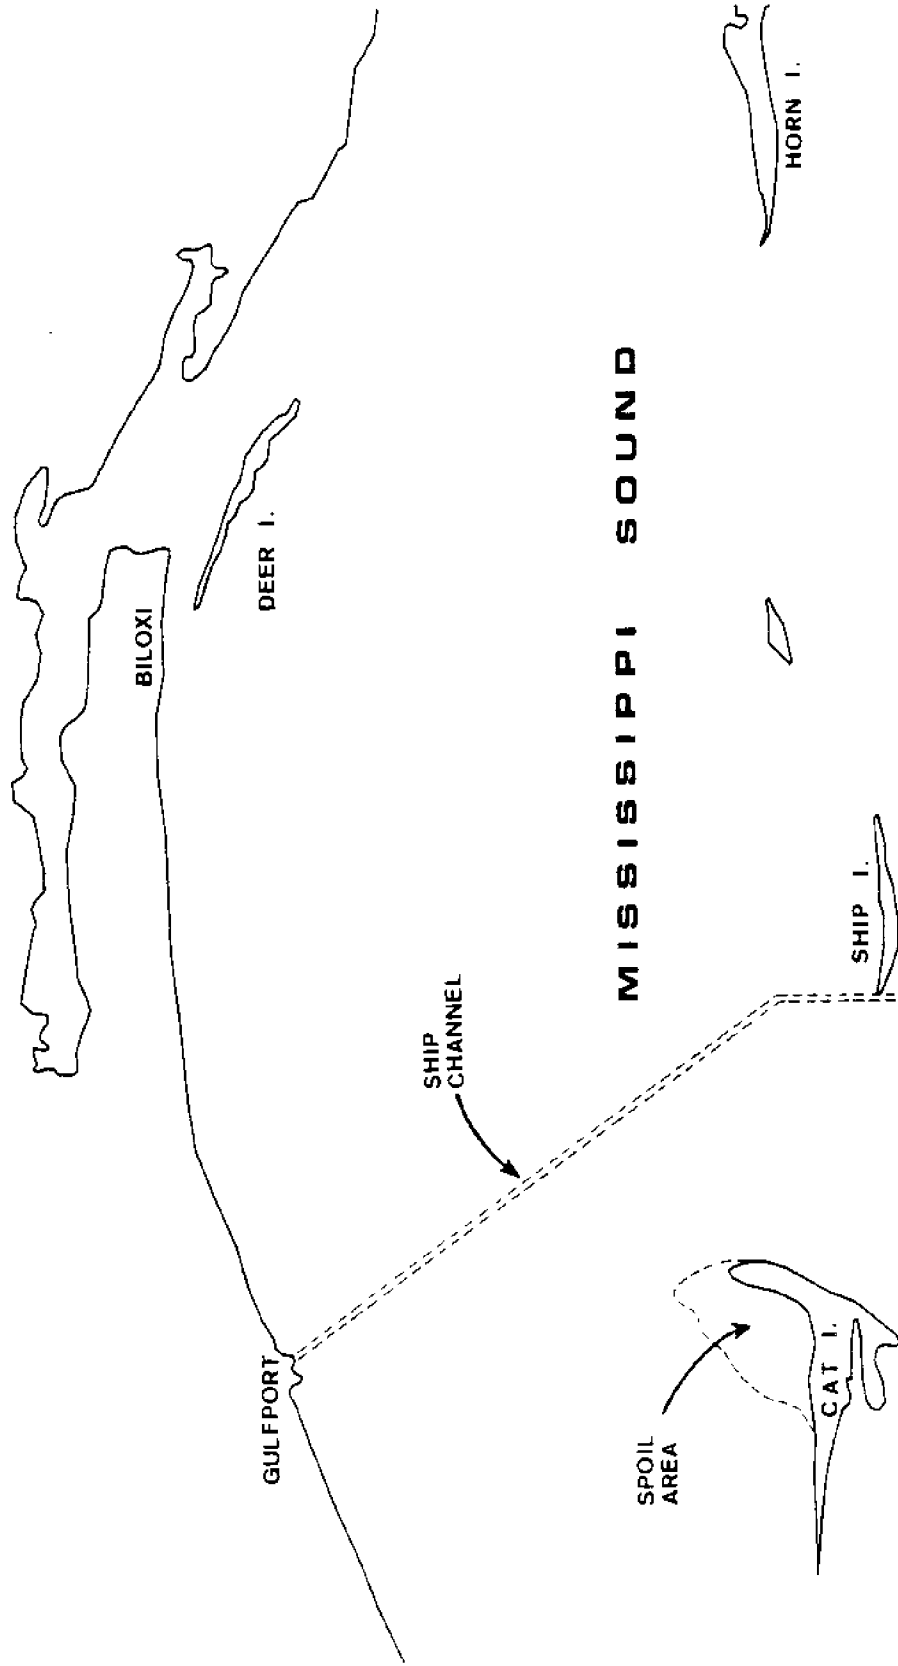 BILOXI
DEER I.
GULFPORT
SHIP
CHANNEL
MISSISSIPPI SOUND
HORN I.
SPOIL
AREA
CAT I.
SHIP I.